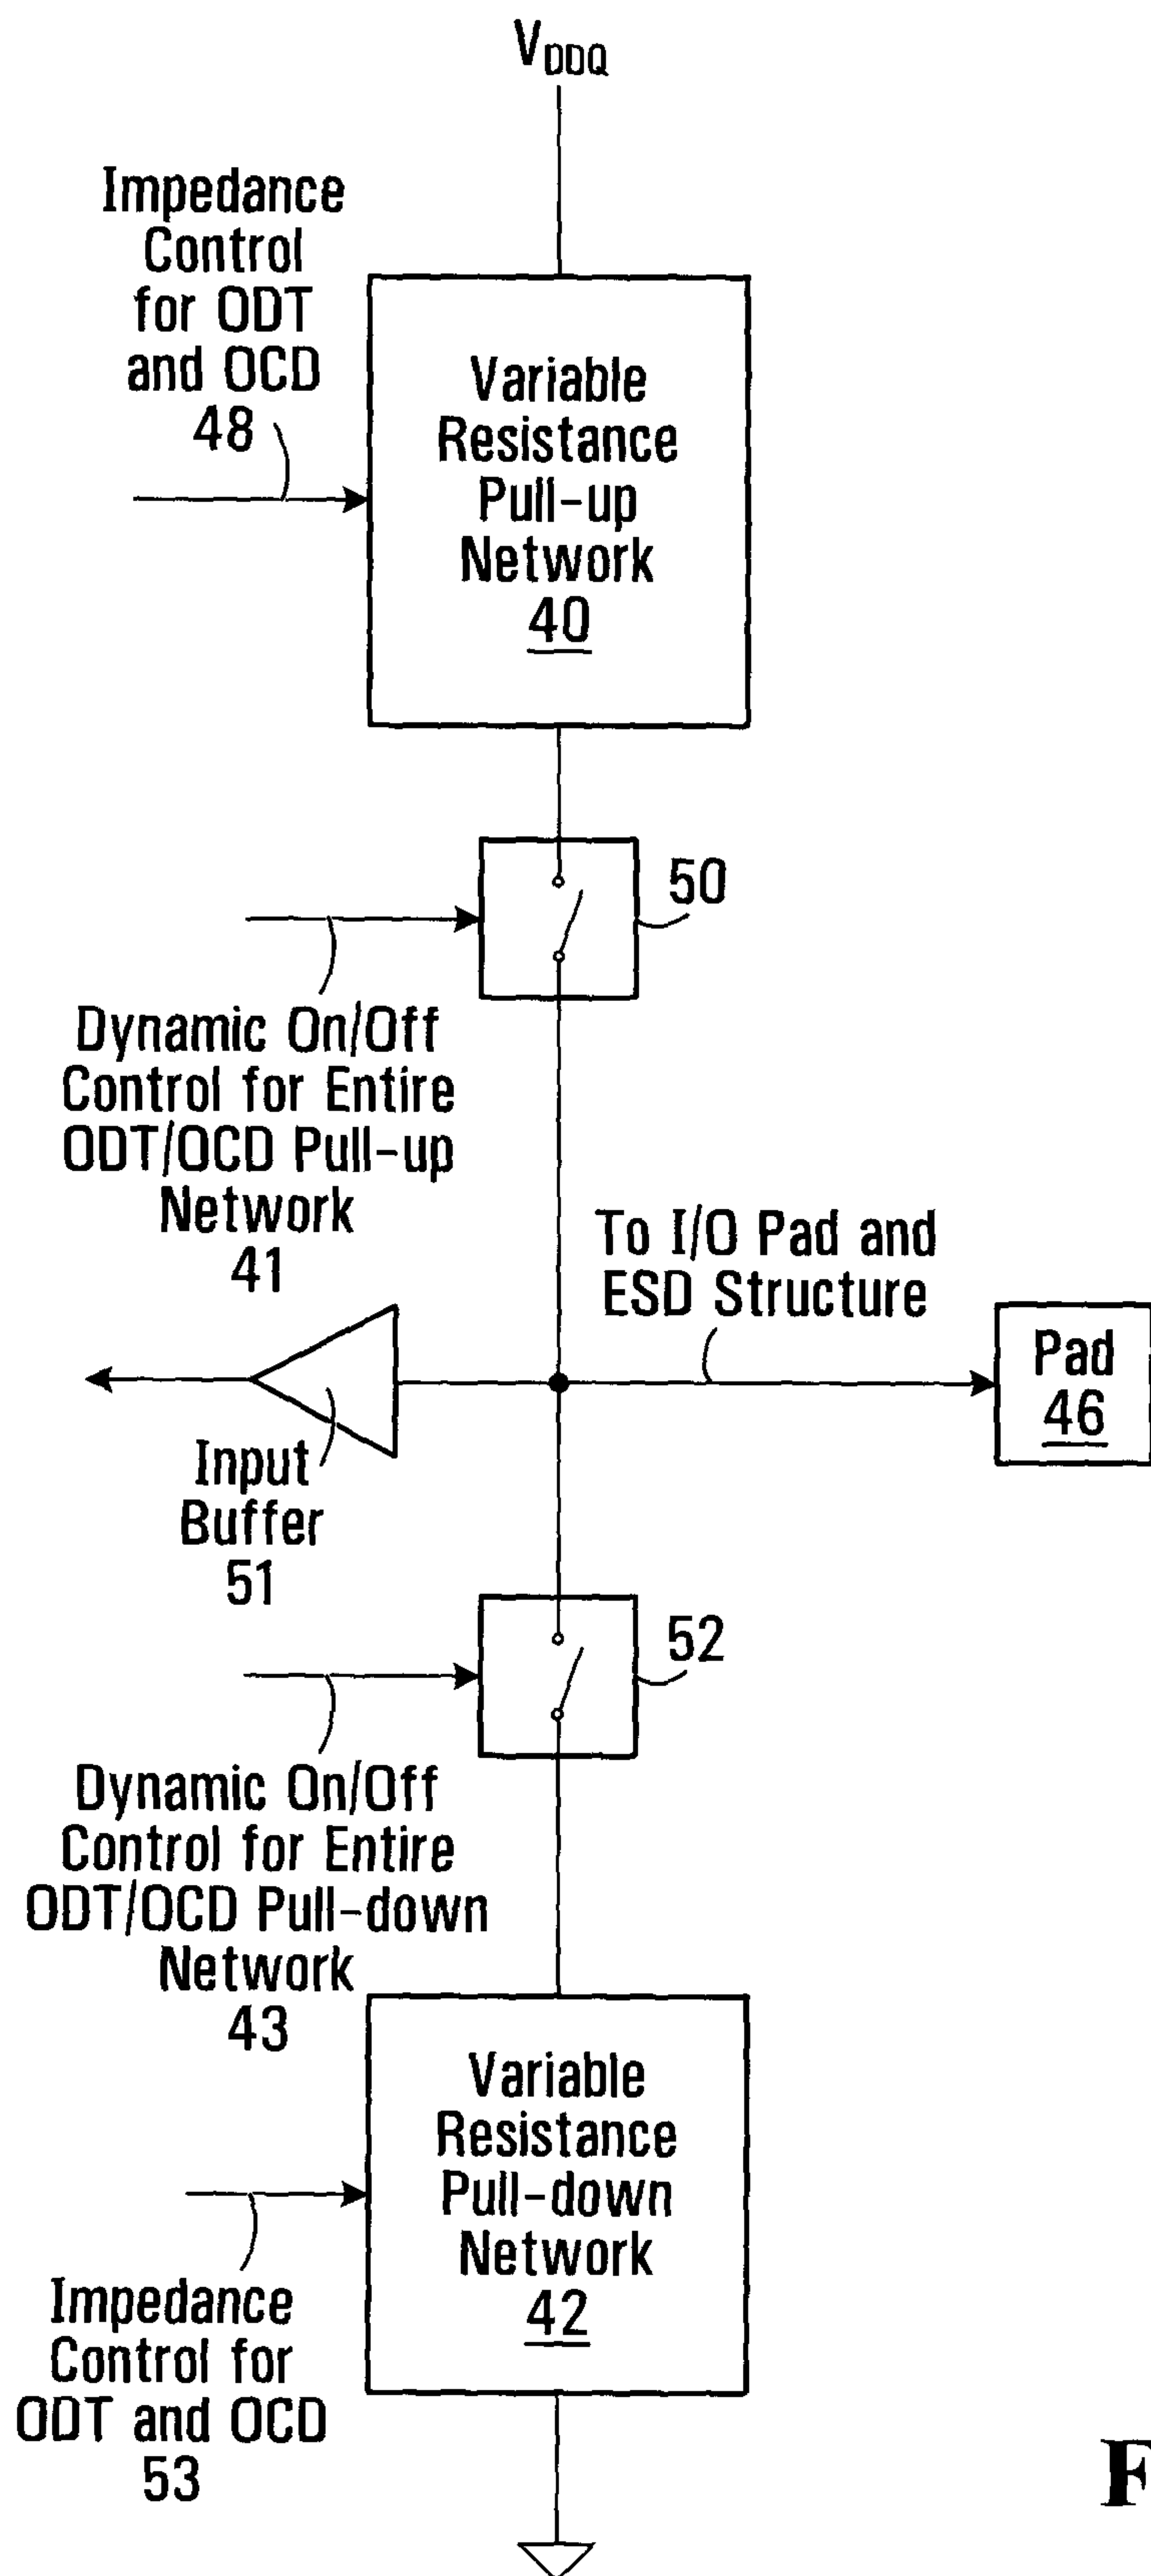 VDDQ
Impedance
Control
for ODT
and OCD
48
Variable
Resistance
Pull-up
Network
40
50
Dynamic On/Off
Control for Entire
ODT/OCD Pull-up
Network
41
To I/O Pad and
ESD Structure
Pad
46
Input
Buffer
51
52
Dynamic On/Off
Control for Entire
ODT/OCD Pull-down
Network
43
Variable
Resistance
Pull-down
Network
42
Impedance
Control for
ODT and OCD
53
F